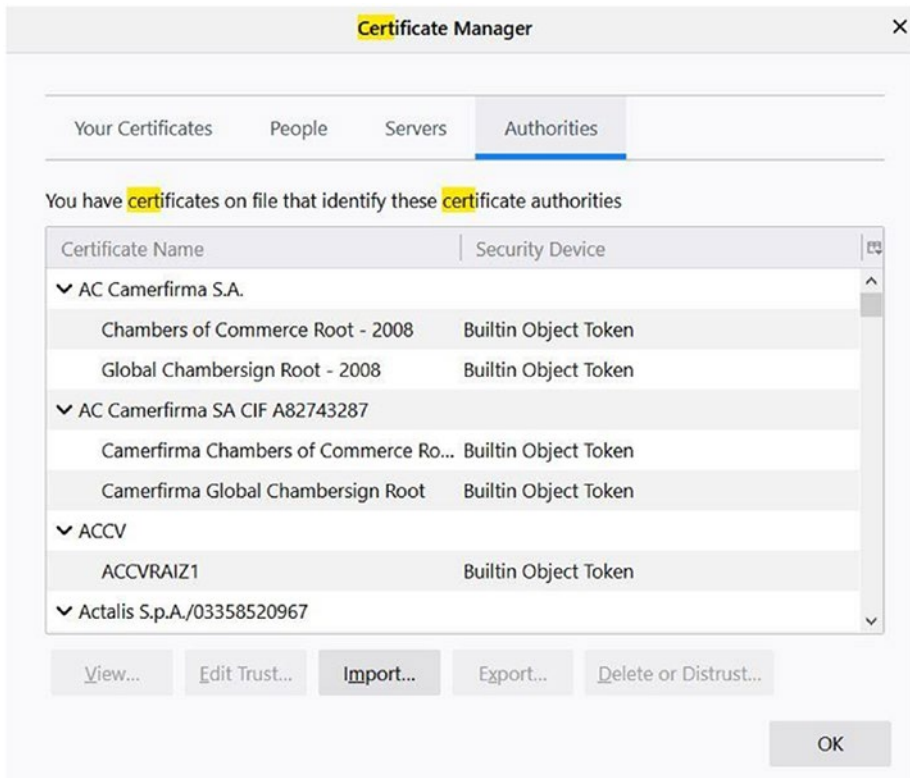 Certificate Manager
Your Certificates People Servers Authorities
You have certificates on file that identify these certificate authorities
Certificate Name Security Device
AC Camerfirma S.A.
Chambers of Commerce Root - 2008 Builtin Object Token
Global Chambersign Root - 2008 Builtin Object Token
AC Camerfirma SA CIF A82743287
Camerfirma Chambers of Commerce Ro... Builtin Object Token
Camerfirma Global Chambersign Root Builtin Object Token
ACCV
ACCVRAIZ1 Builtin Object Token
Actalis S.p.A./03358520967
View... Edit Trust... Import... Export... Delete or Distrust...
OK